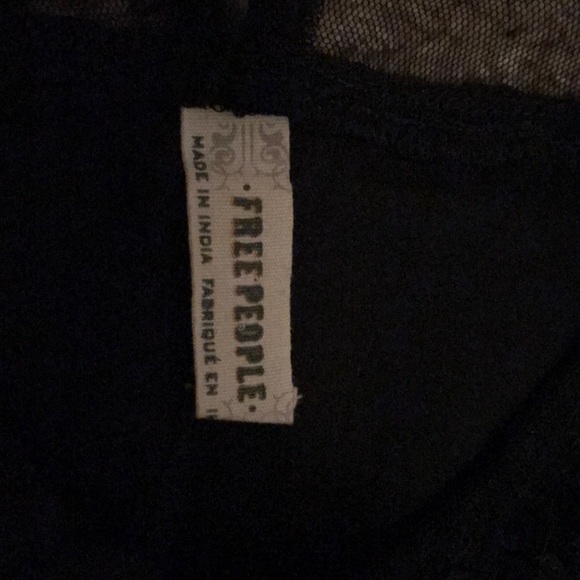 ·FREE·PEOPLE·
MADE IN INDIA FABRIQUÉ EN